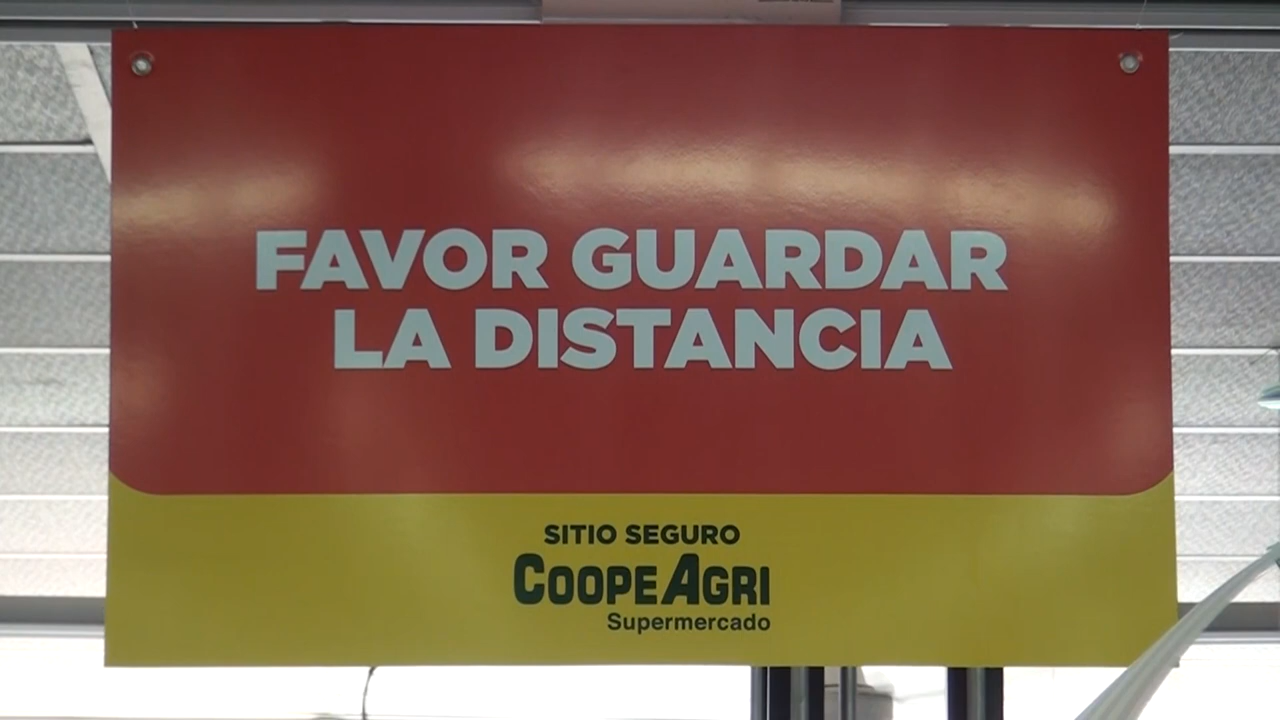 FAVOR GUARDAR
LA DISTANCIA
SITIO SEGURO
COOPEAGRI
Supermercado